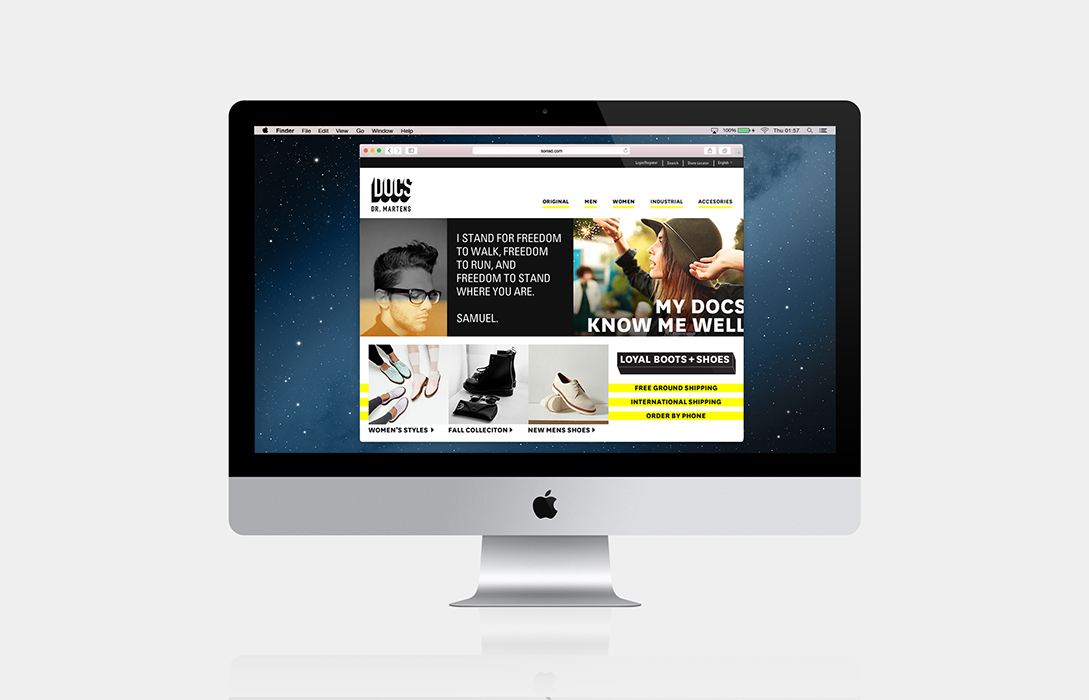 Finder File Edit View Go Window Help 100% Thu 01:57
Login/Register Search Store Locator English
DOCS
DR. MARTENS
ORIGINAL MEN WOMEN INDUSTRIAL ACCESORIES
I STAND FOR FREEDOM
TO WALK, FREEDOM
TO RUN, AND
FREEDOM TO STAND
WHERE YOU ARE.
SAMUEL.
MY DOCS
KNOW ME WELL
LOYAL BOOTS + SHOES
FREE GROUND SHIPPING
INTERNATIONAL SHIPPING
ORDER BY PHONE
WOMEN'S STYLES
FALL COLLECITON
NEW MENS SHOES